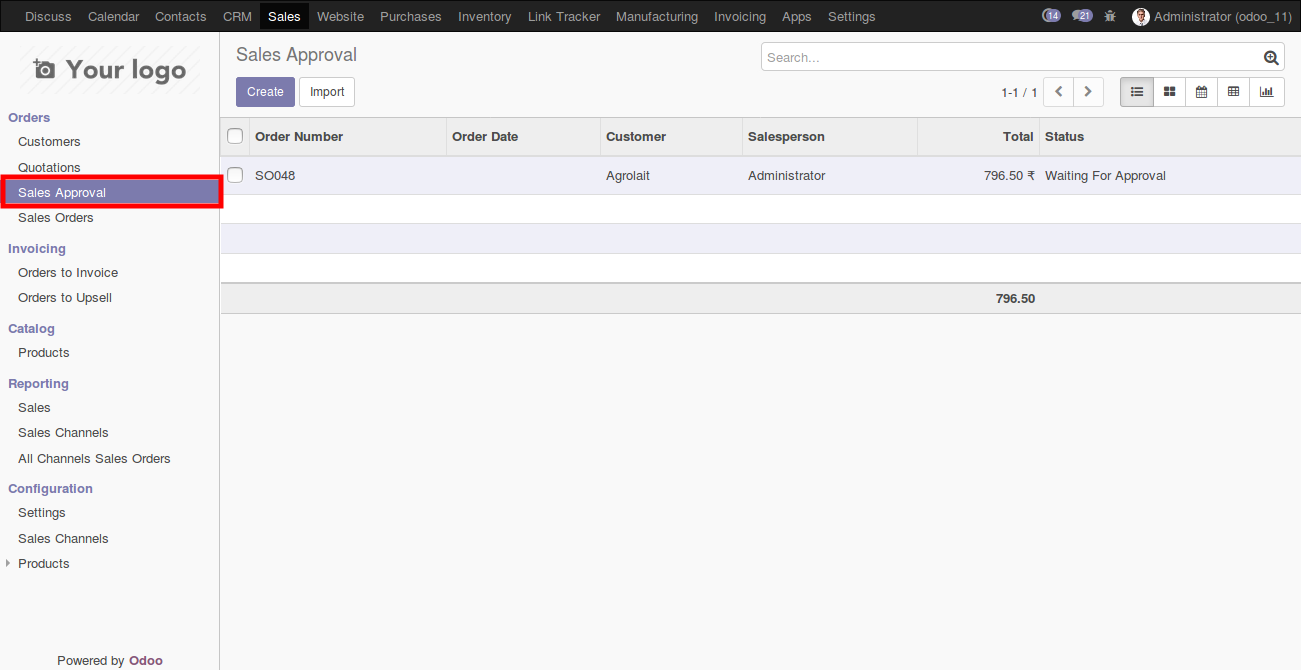 Discuss Calendar Contacts CRM Sales Website Purchases Inventory Link Tracker Manufacturing Invoicing Apps Settings 14 21 Administrator (odoo_11)
Your logo
Orders
Customers
Quotations
Sales Approval
Sales Orders
Invoicing
Orders to Invoice
Orders to Upsell
Catalog
Products
Reporting
Sales
Sales Channels
All Channels Sales Orders
Configuration
Settings
Sales Channels
Products
Powered by Odoo
Sales Approval
Search...
Create Import 1-1 / 1
Order Number Order Date Customer Salesperson Total Status
SO048 Agrolait Administrator 796.50 ₹ Waiting For Approval
796.50